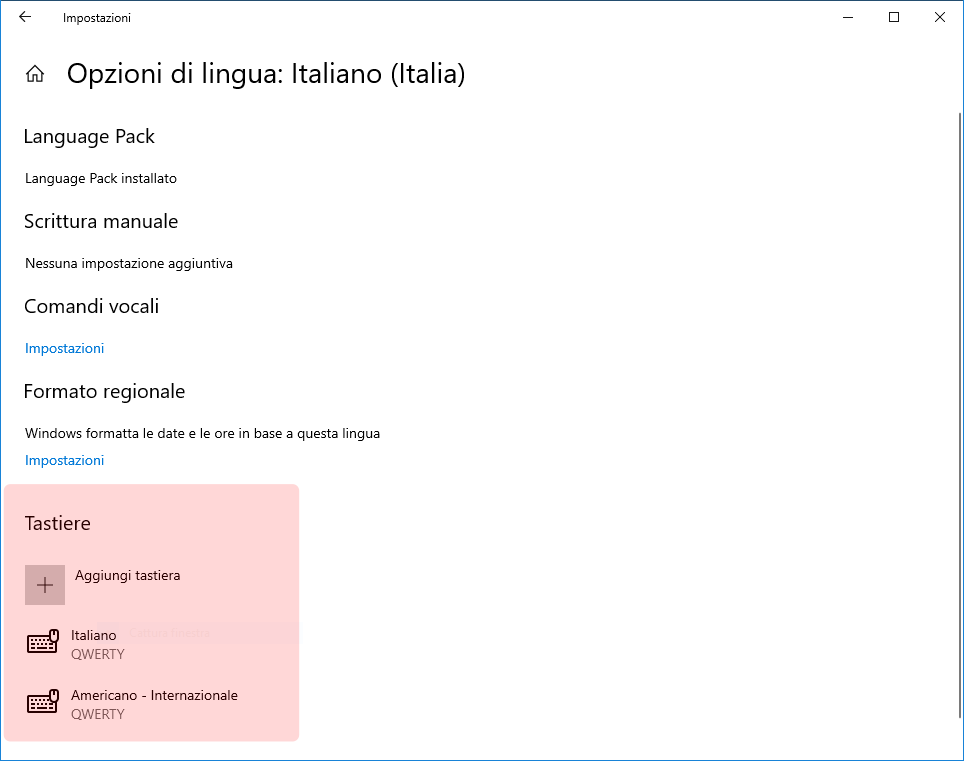 Impostazioni
Opzioni di lingua: Italiano (Italia)
Language Pack
Language Pack installato
Scrittura manuale
Nessuna impostazione aggiuntiva
Comandi vocali
Impostazioni
Formato regionale
Windows formatta le date e le ore in base a questa lingua
Impostazioni
Tastiere
Aggiungi tastiera
Italiano
QWERTY
Americano - Internazionale
QWERTY